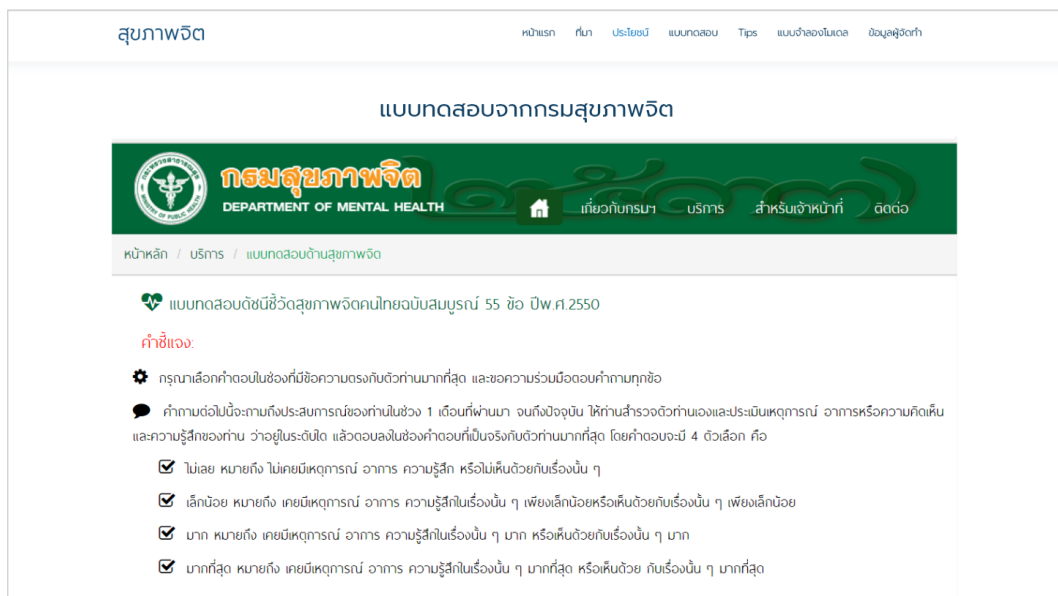 สุขภาพจิต
หน้าแรก ที่มา ประโยชน์ แบบทดสอบ Tips แบบจำลองโมเดล ข้อมูลผู้จัดทำ
แบบทดสอบจากกรมสุขภาพจิต
กรมสุขภาพจิต
DEPARTMENT OF MENTAL HEALTH
เกี่ยวกับกรมฯ บริการ สำหรับเจ้าหน้าที่ ติดต่อ
หน้าหลัก / บริการ / แบบทดสอบด้านสุขภาพจิต
แบบทดสอบดัชนีชี้วัดสุขภาพจิตคนไทยฉบับสมบูรณ์ 55 ข้อ ปีพ.ศ.2550
คำชี้แจง:
กรุณาเลือกคำตอบในช่องที่มีข้อความตรงกับตัวท่านมากที่สุด และขอความร่วมมือตอบคำถามทุกข้อ
คำถามต่อไปนี้จะถามถึงประสบการณ์ของท่านในช่วง 1 เดือนที่ผ่านมา จนถึงปัจจุบัน ให้ท่านสำรวจตัวท่านเองและประเมินเหตุการณ์ อาการหรือความคิดเห็น
และความรู้สึกของท่าน ว่าอยู่ในระดับใด แล้วตอบลงในช่องคำตอบที่เป็นจริงกับตัวท่านมากที่สุด โดยคำตอบจะมี 4 ตัวเลือก คือ
ไม่เลย หมายถึง ไม่เคยมีเหตุการณ์ อาการ ความรู้สึก หรือไม่เห็นด้วยกับเรื่องนั้น ๆ
เล็กน้อย หมายถึง เคยมีเหตุการณ์ อาการ ความรู้สึกในเรื่องนั้น ๆ เพียงเล็กน้อยหรือเห็นด้วยกับเรื่องนั้น ๆ เพียงเล็กน้อย
มาก หมายถึง เคยมีเหตุการณ์ อาการ ความรู้สึกในเรื่องนั้น ๆ มาก หรือเห็นด้วยกับเรื่องนั้น ๆ มาก
มากที่สุด หมายถึง เคยมีเหตุการณ์ อาการ ความรู้สึกในเรื่องนั้น ๆ มากที่สุด หรือเห็นด้วย กับเรื่องนั้น ๆ มากที่สุด